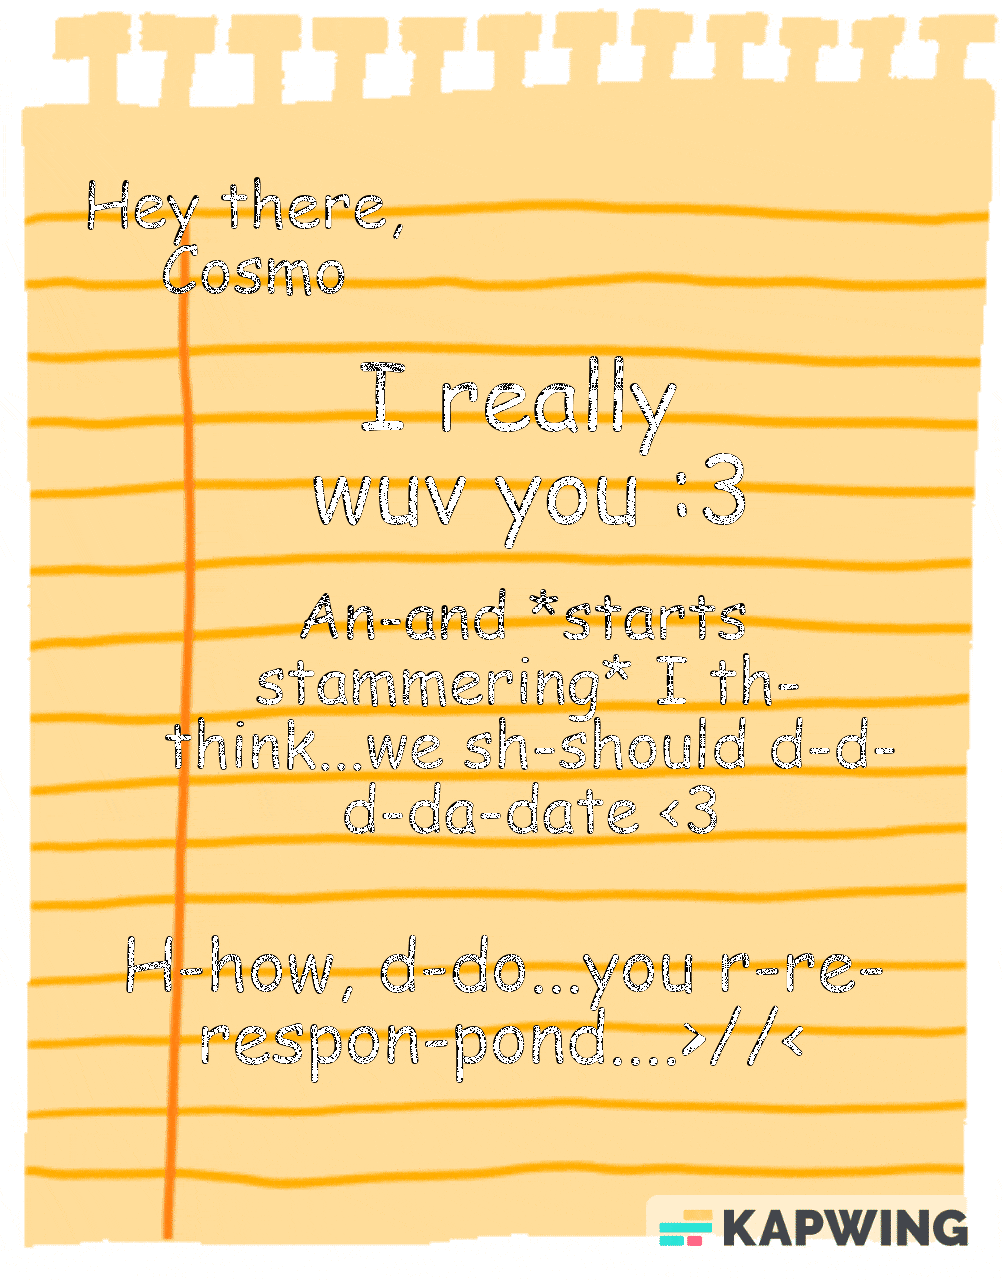 Hey there,
Cosmo
I really
wuv you :3
An-and *starts
stammering* I th-
think...we sh-should d-d-
d-da-date <3
H-how, d-do...you r-re-
respon-pond....>//<
KAPWING